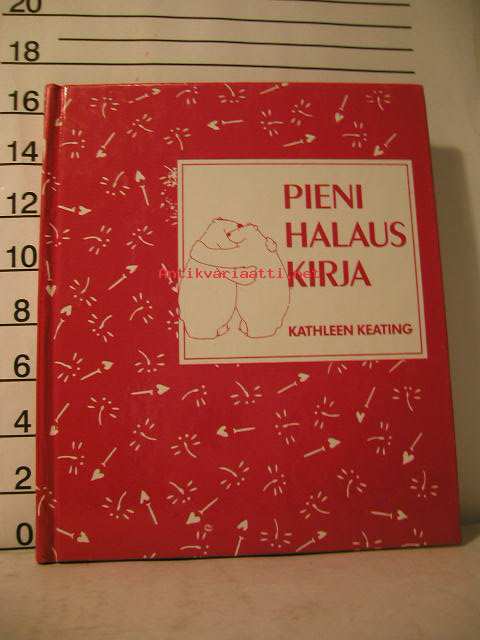 20
18
16
14
12
10
8
6
4
2
0
PIENI
HALAUS
KIRJA
KATHLEEN KEATING
Antikvariaatti.net